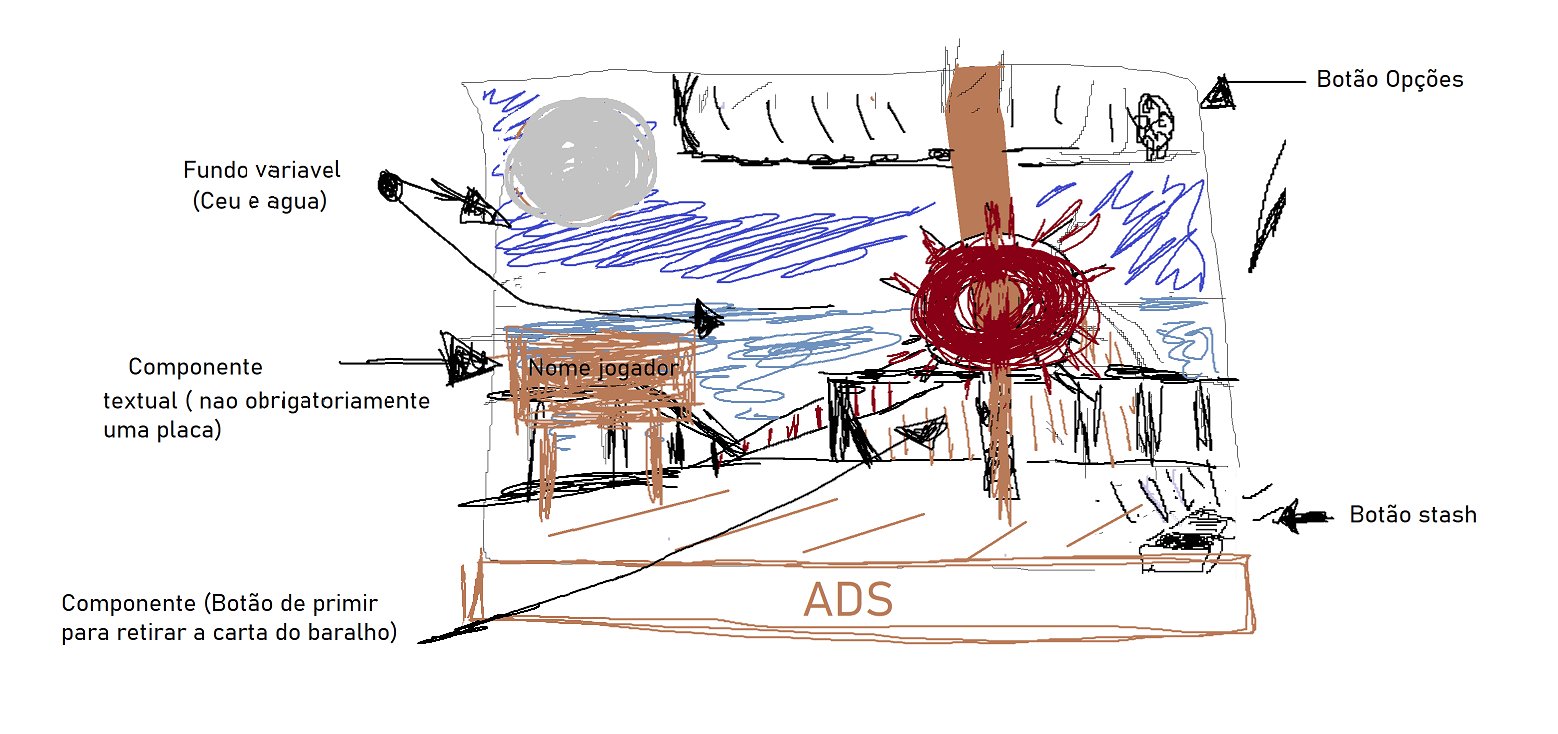 Botão Opções
Fundo variavel
(Ceu e agua)
Componente
textual ( nao obrigatoriamente
uma placa)
Nome jogador
Botão stash
Componente (Botão de primir
para retirar a carta do baralho)
ADS